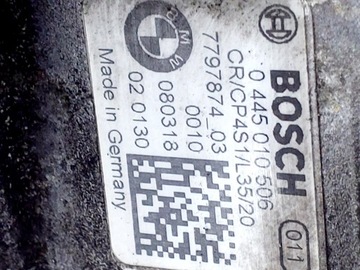 BOSCH 011
0 445 010 506
CR/CP4S1/L35/20
7797874_03
0010
BMW 080318
02 0130
Made in Germany